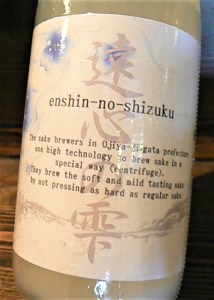 遠心の雫
enshin-no-shizuku
The sake brewers in Ojiya-Niigata prefecture
use high technology to brew sake in a
special way (centrifuge).
They brew the soft and mild tasting sake
by not pressing as hard as regular sake.